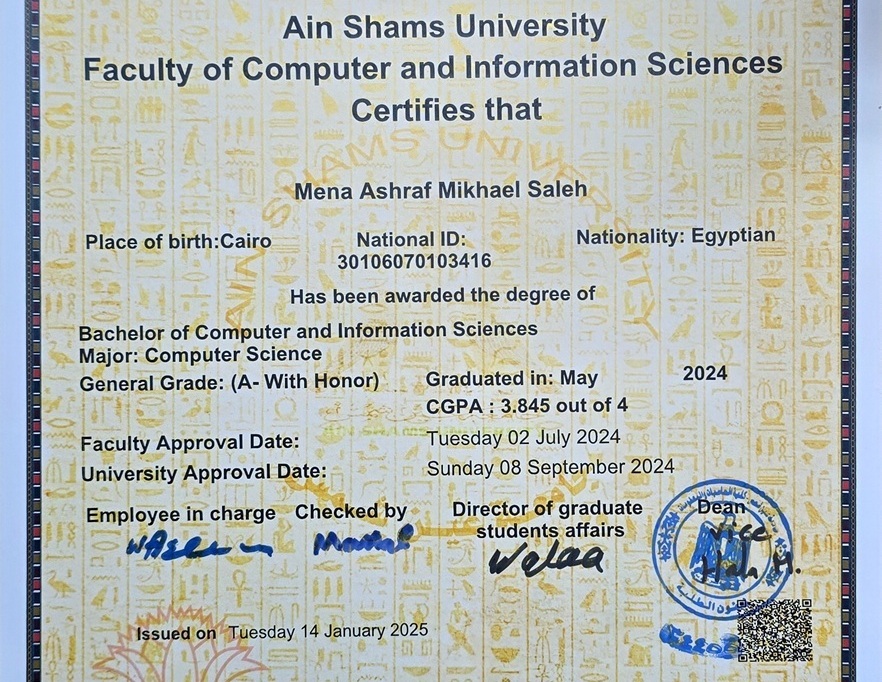 Ain Shams University
Faculty of Computer and Information Sciences
Certifies that
AIN SHAMS UNIVERSITY
Mena Ashraf Mikhael Saleh
Place of birth:Cairo National ID: Nationality: Egyptian
30106070103416
Has been awarded the degree of
Bachelor of Computer and Information Sciences
Major: Computer Science
General Grade: (A- With Honor) Graduated in: May 2024
CGPA : 3.845 out of 4
AIN SHAMS
Faculty Approval Date: Tuesday 02 July 2024
University Approval Date: Sunday 08 September 2024
Employee in charge Checked by Director of graduate students affairs Dean
Walaa vice
Issued on Tuesday 14 January 2025